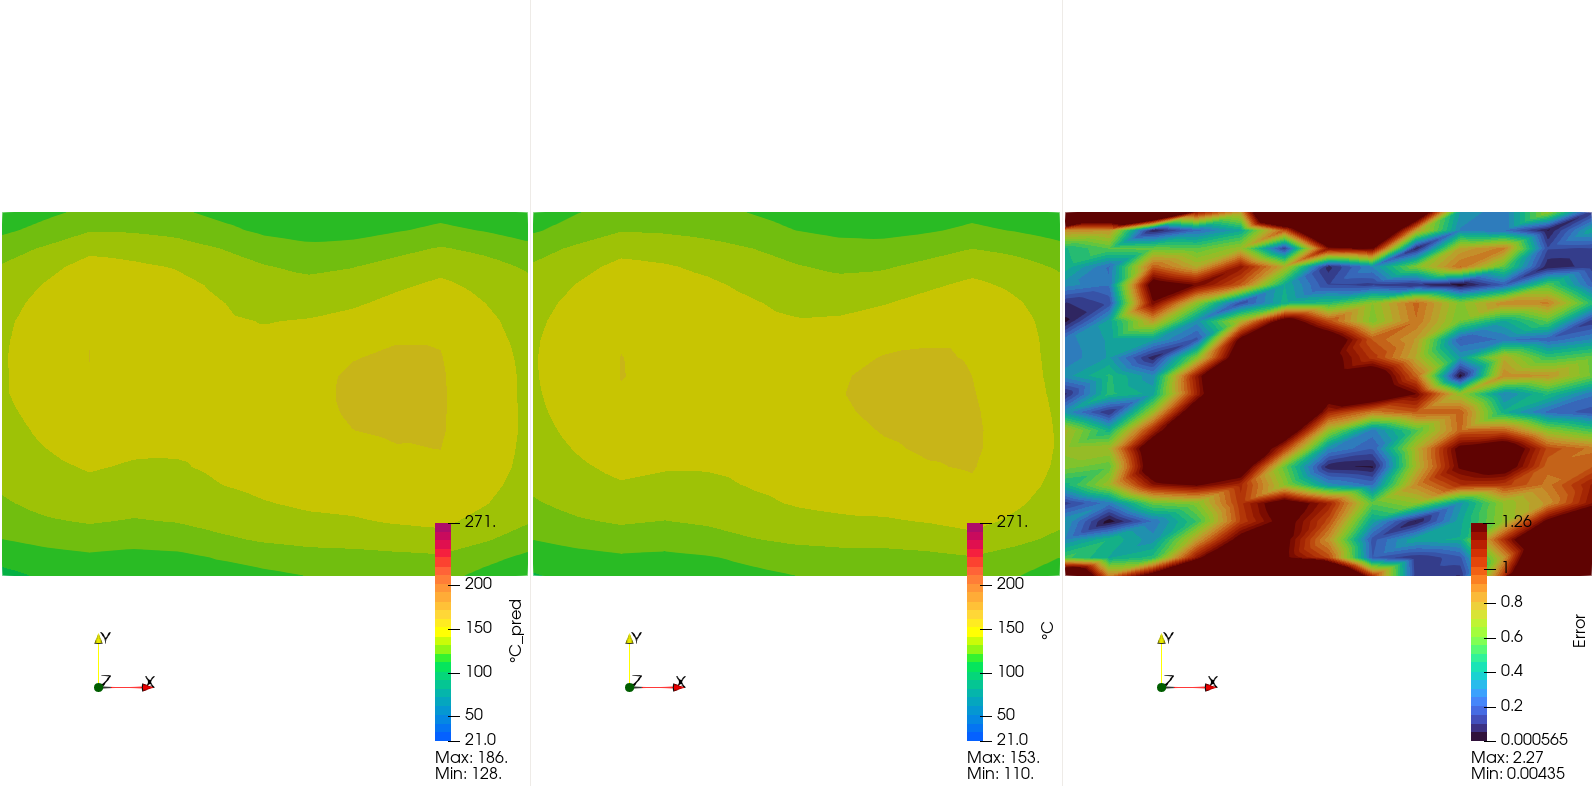 271.
200
150
100
50
21.0
°C_pred
Max: 186.
Min: 128.
Y
Z
X
271.
200
150
100
50
21.0
°C
Max: 153.
Min: 110.
Y
Z
X
1.26
1
0.8
0.6
0.4
0.2
0.000565
Error
Max: 2.27
Min: 0.00435
Y
Z
X